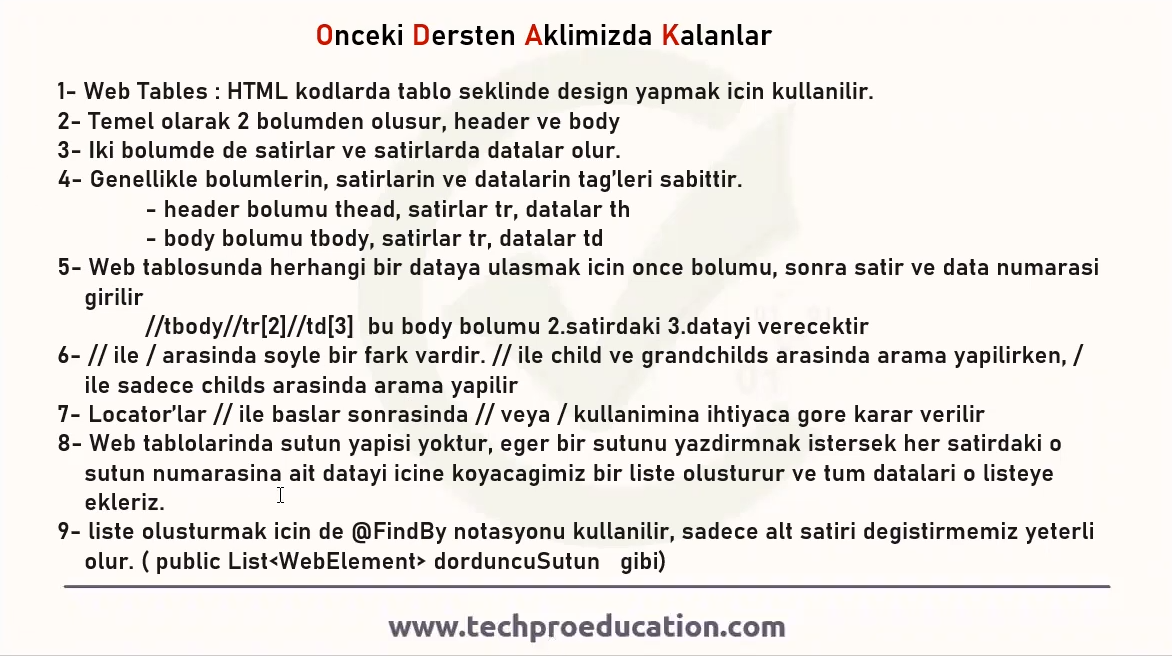 Onceki Dersten Aklimizda Kalanlar
1- Web Tables : HTML kodlarda tablo seklinde design yapmak icin kullanilir.
2- Temel olarak 2 bolumden olusur, header ve body
3- Iki bolumde de satirlar ve satirlarda datalar olur.
4- Genellikle bolumlerin, satirlarin ve datalarin tag'leri sabittir.
- header bolumu thead, satirlar tr, datalar th
- body bolumu tbody, satirlar tr, datalar td
5- Web tablosunda herhangi bir dataya ulasmak icin once bolumu, sonra satir ve data numarasi
girilir
//tbody//tr[2]//td[3] bu body bolumu 2.satirdaki 3.datayi verecektir
6- // ile / arasinda soyle bir fark vardir. // ile child ve grandchilds arasinda arama yapilirken, /
ile sadece childs arasinda arama yapilir
7- Locator'lar // ile baslar sonrasinda // veya / kullanimina ihtiyaca gore karar verilir
8- Web tablolarinda sutun yapisi yoktur, eger bir sutunu yazdirmnak istersek her satirdaki o
sutun numarasina ait datayi icine koyacagimiz bir liste olusturur ve tum datalari o listeye
ekleriz.
9- liste olusturmak icin de @FindBy notasyonu kullanilir, sadece alt satiri degistirmemiz yeterli
olur. ( public List<WebElement> dorduncuSutun gibi)
www.techproeducation.com